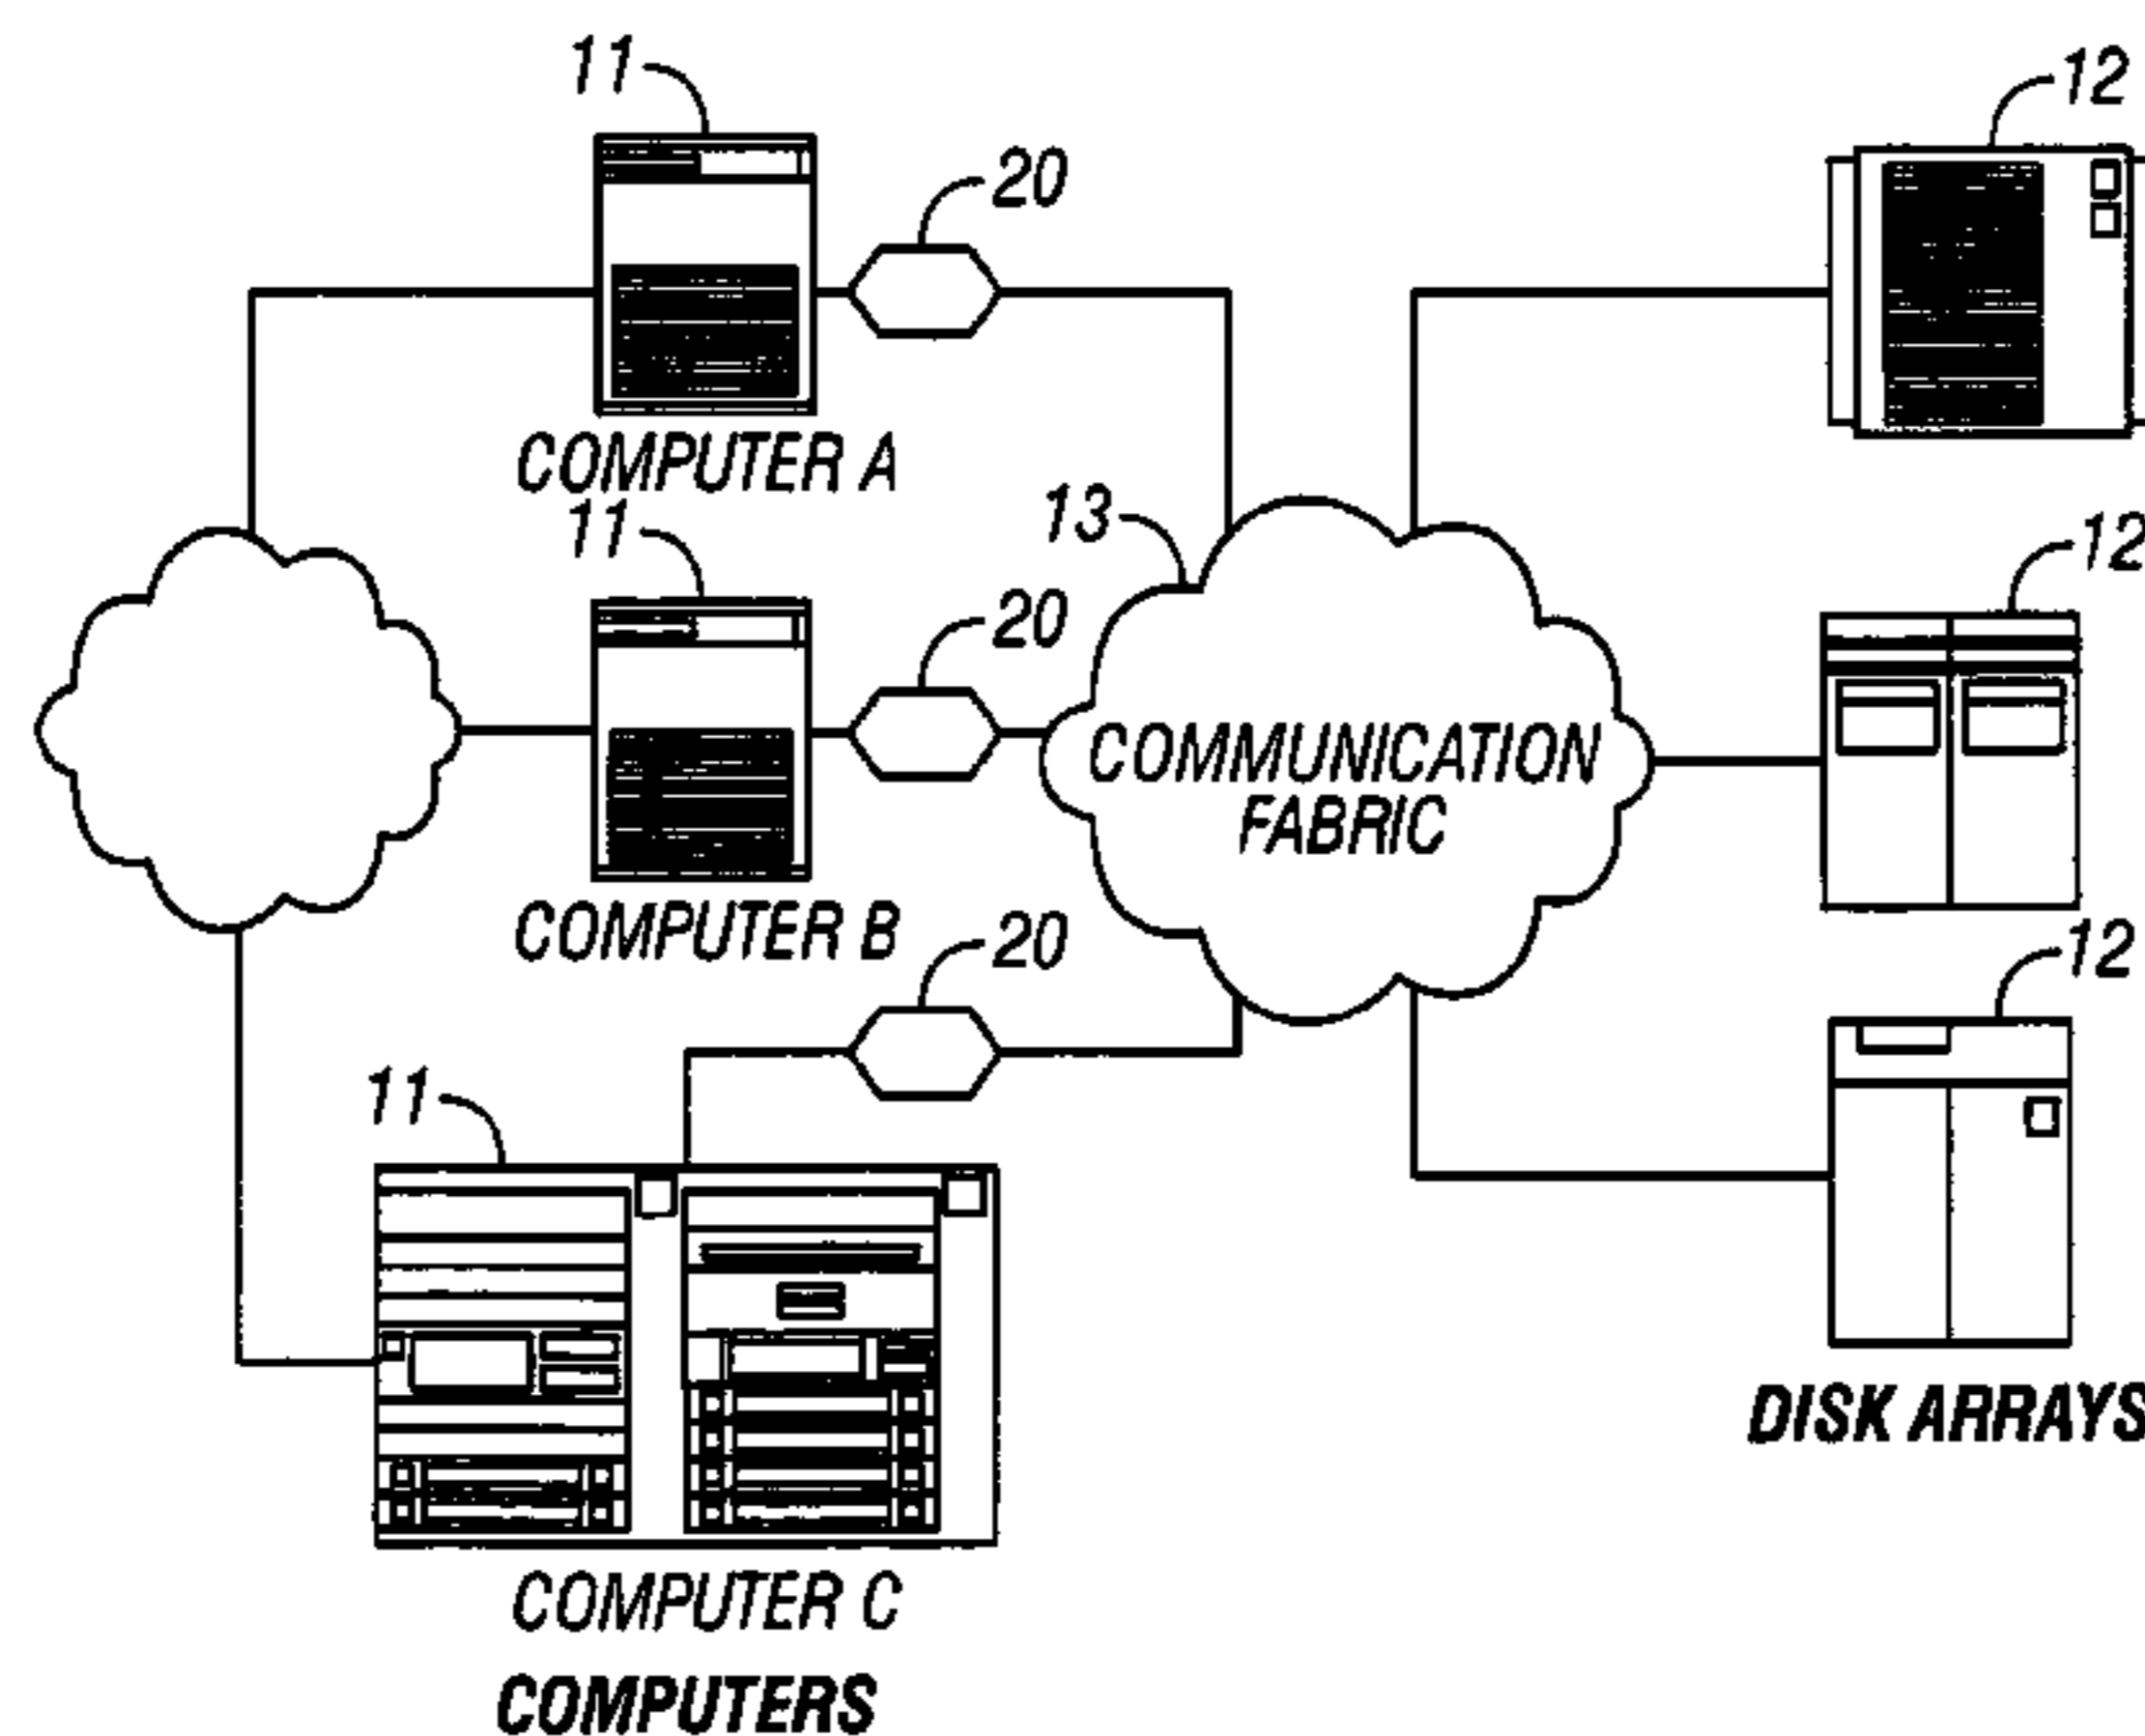 11
12
20
COMPUTER A
11
13
12
20
COMMUNICATION
FABRIC
COMPUTER B
20
12
11
DISK ARRAYS
COMPUTER C
COMPUTERS